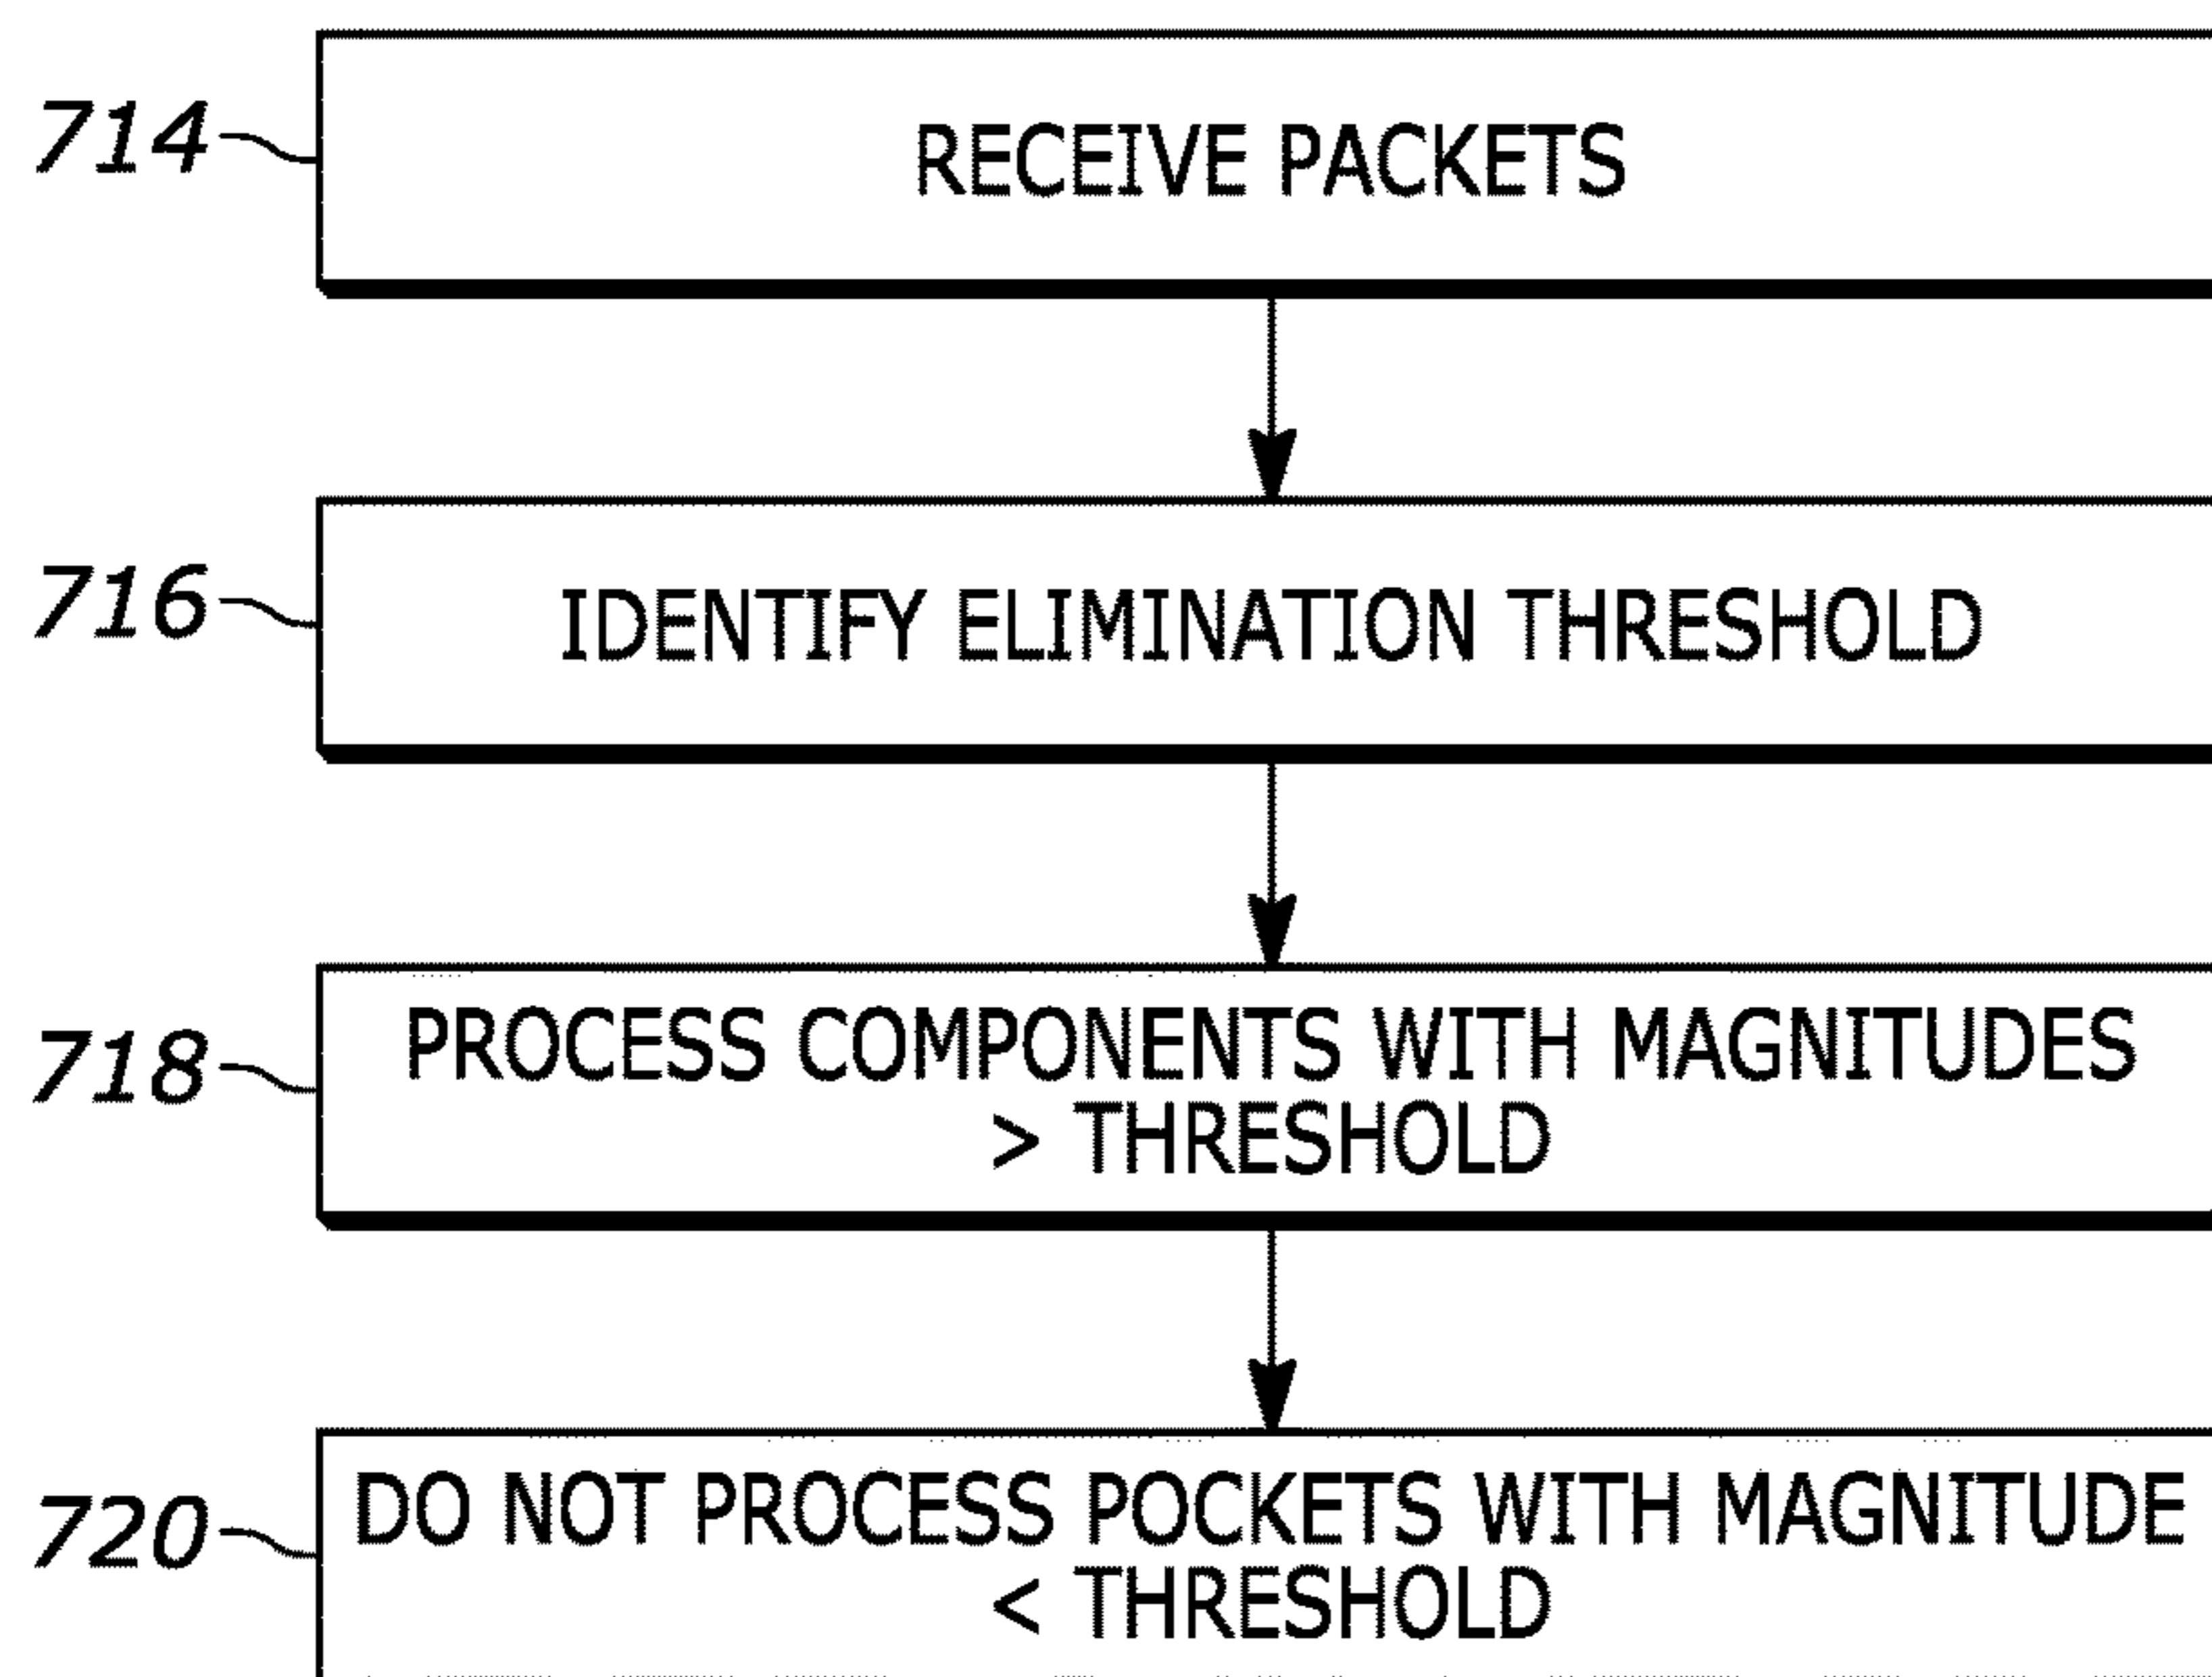 714
RECEIVE PACKETS
716
IDENTIFY ELIMINATION THRESHOLD
718
PROCESS COMPONENTS WITH MAGNITUDES
> THRESHOLD
720
DO NOT PROCESS POCKETS WITH MAGNITUDE
< THRESHOLD